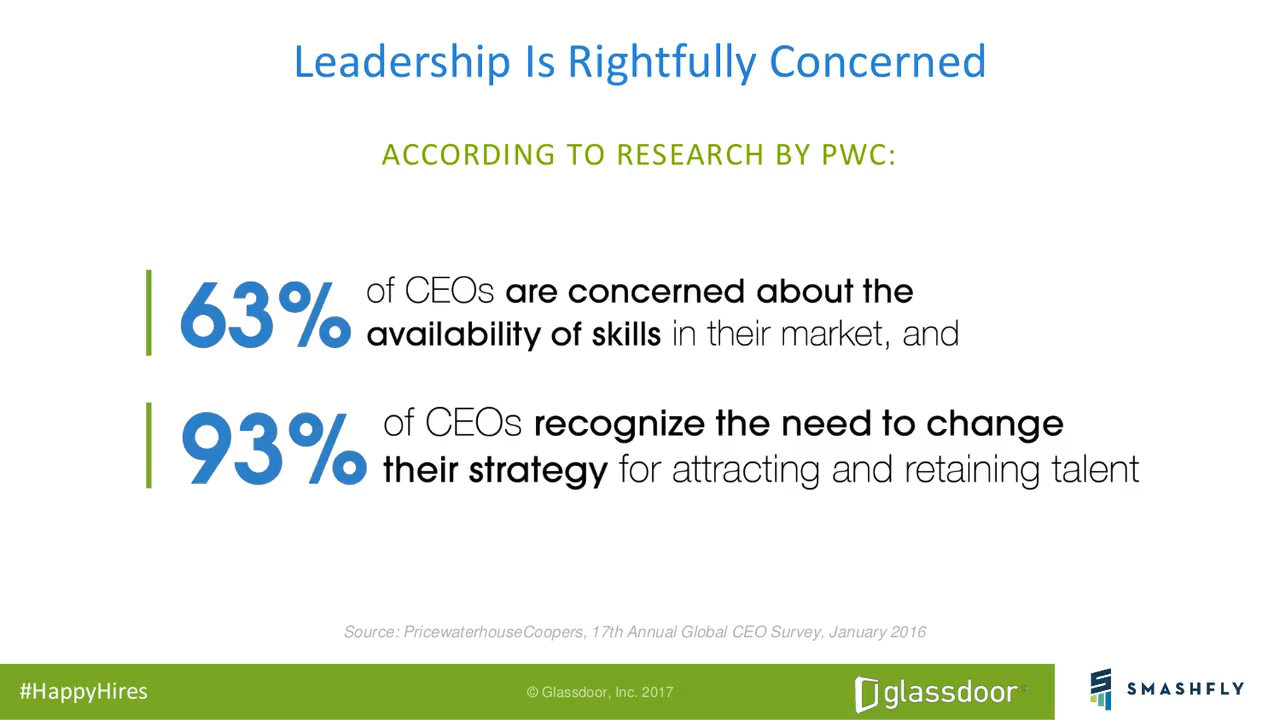 Leadership Is Rightfully Concerned
ACCORDING TO RESEARCH BY PWC:
63% of CEOs are concerned about the
availability of skills in their market, and
93% of CEOs recognize the need to change
their strategy for attracting and retaining talent
Source: PricewaterhouseCoopers, 17th Annual Global CEO Survey, January 2016
#HappyHires
© Glassdoor, Inc. 2017
glassdoor
SMASHFLY